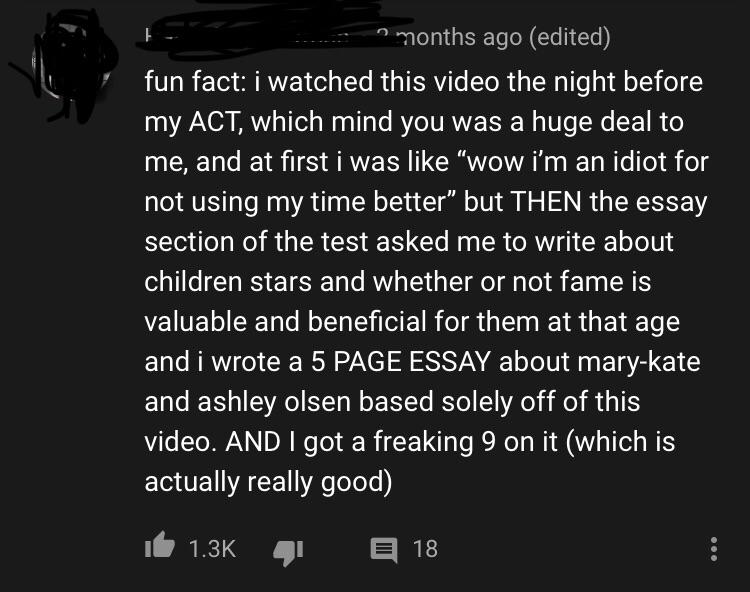 months ago (edited)
fun fact: i watched this video the night before
my ACT, which mind you was a huge deal to
me, and at first i was like “wow i’m an idiot for
not using my time better” but THEN the essay
section of the test asked me to write about
children stars and whether or not fame is
valuable and beneficial for them at that age
and i wrote a 5 PAGE ESSAY about mary-kate
and ashley olsen based solely off of this
video. AND I got a freaking 9 on it (which is
actually really good)
1.3K 18